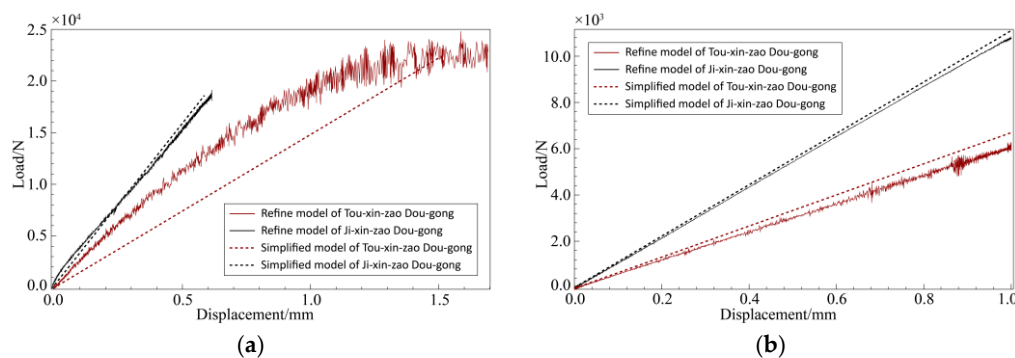 ×10⁴
2.5
2.0
1.5
1.0
0.5
0.0
Load/N
Refine model of Tou-xin-zao Dou-gong
Refine model of Ji-xin-zao Dou-gong
Simplified model of Tou-xin-zao Dou-gong
Simplified model of Ji-xin-zao Dou-gong
0.0 0.5 1.0 1.5
Displacement/mm
(a)
×10³
10.0
8.0
6.0
4.0
2.0
0.0
Load/N
Refine model of Tou-xin-zao Dou-gong
Refine model of Ji-xin-zao Dou-gong
Simplified model of Tou-xin-zao Dou-gong
Simplified model of Ji-xin-zao Dou-gong
0.0 0.2 0.4 0.6 0.8 1.0
Displacement/mm
(b)